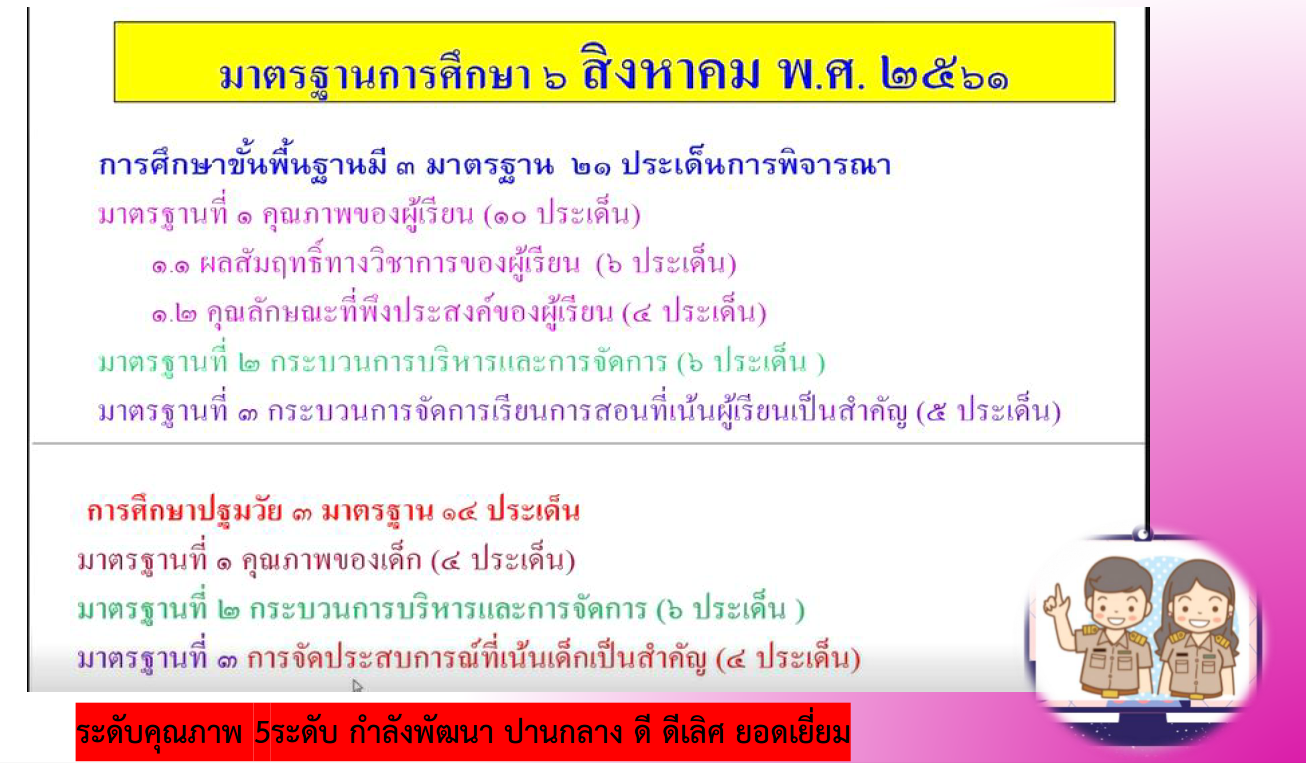 มาตรฐานการศึกษา ๖ สิงหาคม พ.ศ. ๒๕๖๑
การศึกษาขั้นพื้นฐานมี ๓ มาตรฐาน ๒๑ ประเด็นการพิจารณา
มาตรฐานที่ ๑ คุณภาพของผู้เรียน (๑๐ ประเด็น)
๑.๑ ผลสัมฤทธิ์ทางวิชาการของผู้เรียน (๖ ประเด็น)
๑.๒ คุณลักษณะที่พึงประสงค์ของผู้เรียน (๔ ประเด็น)
มาตรฐานที่ ๒ กระบวนการบริหารและการจัดการ (๖ ประเด็น )
มาตรฐานที่ ๓ กระบวนการจัดการเรียนการสอนที่เน้นผู้เรียนเป็นสำคัญ (๕ ประเด็น)
การศึกษาปฐมวัย ๓ มาตรฐาน ๑๔ ประเด็น
มาตรฐานที่ ๑ คุณภาพของเด็ก (๔ ประเด็น)
มาตรฐานที่ ๒ กระบวนการบริหารและการจัดการ (๖ ประเด็น )
มาตรฐานที่ ๓ การจัดประสบการณ์ที่เน้นเด็กเป็นสำคัญ (๔ ประเด็น)
ระดับคุณภาพ 5ระดับ กำลังพัฒนา ปานกลาง ดี ดีเลิศ ยอดเยี่ยม